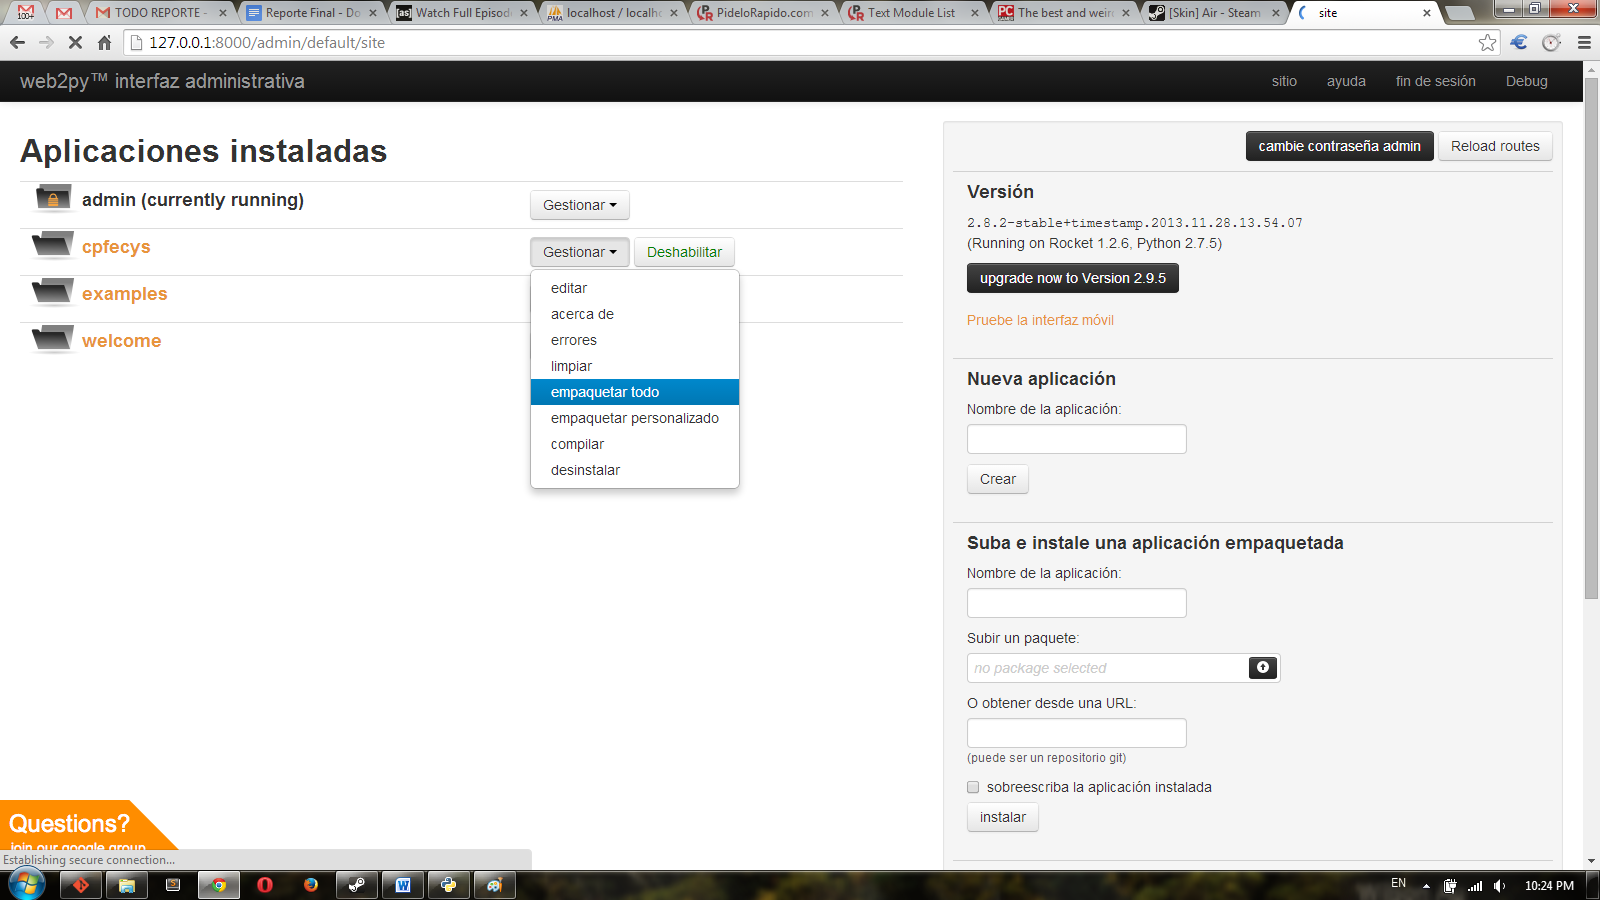 100+
TODO REPORTE -
Reporte Final - Do
[as] Watch Full Episode
PMA localhost / localho
PideloRapido.com
Text Module List
PC The best and weir
[Skin] Air - Steam
site
127.0.0.1:8000/admin/default/site
web2py™ interfaz administrativa
sitio
ayuda
fin de sesión
Debug
Aplicaciones instaladas
admin (currently running)
Gestionar
cpfecys
Gestionar
Deshabilitar
examples
welcome
editar
acerca de
errores
limpiar
empaquetar todo
empaquetar personalizado
compilar
desinstalar
cambie contraseña admin
Reload routes
Versión
2.8.2-stable+timestamp.2013.11.28.13.54.07
(Running on Rocket 1.2.6, Python 2.7.5)
upgrade now to Version 2.9.5
Pruebe la interfaz móvil
Nueva aplicación
Nombre de la aplicación:
Crear
Suba e instale una aplicación empaquetada
Nombre de la aplicación:
Subir un paquete:
no package selected
O obtener desde una URL:
(puede ser un repositorio git)
sobreescriba la aplicación instalada
instalar
Questions?
join our google group
Establishing secure connection...
EN
10:24 PM